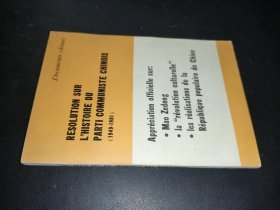 Documents
RESOLUTION SUR
L'HISTOIRE DU
PARTI COMMUNISTE CHINOIS
(1949-1981)
Appréciation officielle sur:
• Mao Zedong
• la "révolution culturelle"
• les réalisations de la
République populaire de Chine